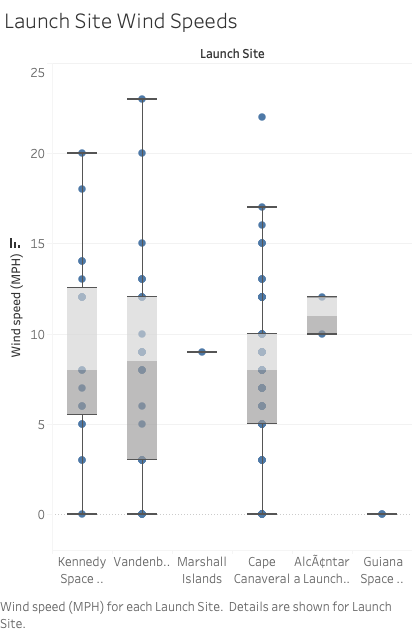 Launch Site Wind Speeds
Launch Site
Wind speed (MPH)
25
20
15
10
5
0
Kennedy Space ..
Vandenb..
Marshall Islands
Cape Canaveral
AlcÃ¢ntar a Launch..
Guiana Space ..
Wind speed (MPH) for each Launch Site. Details are shown for Launch
Site.